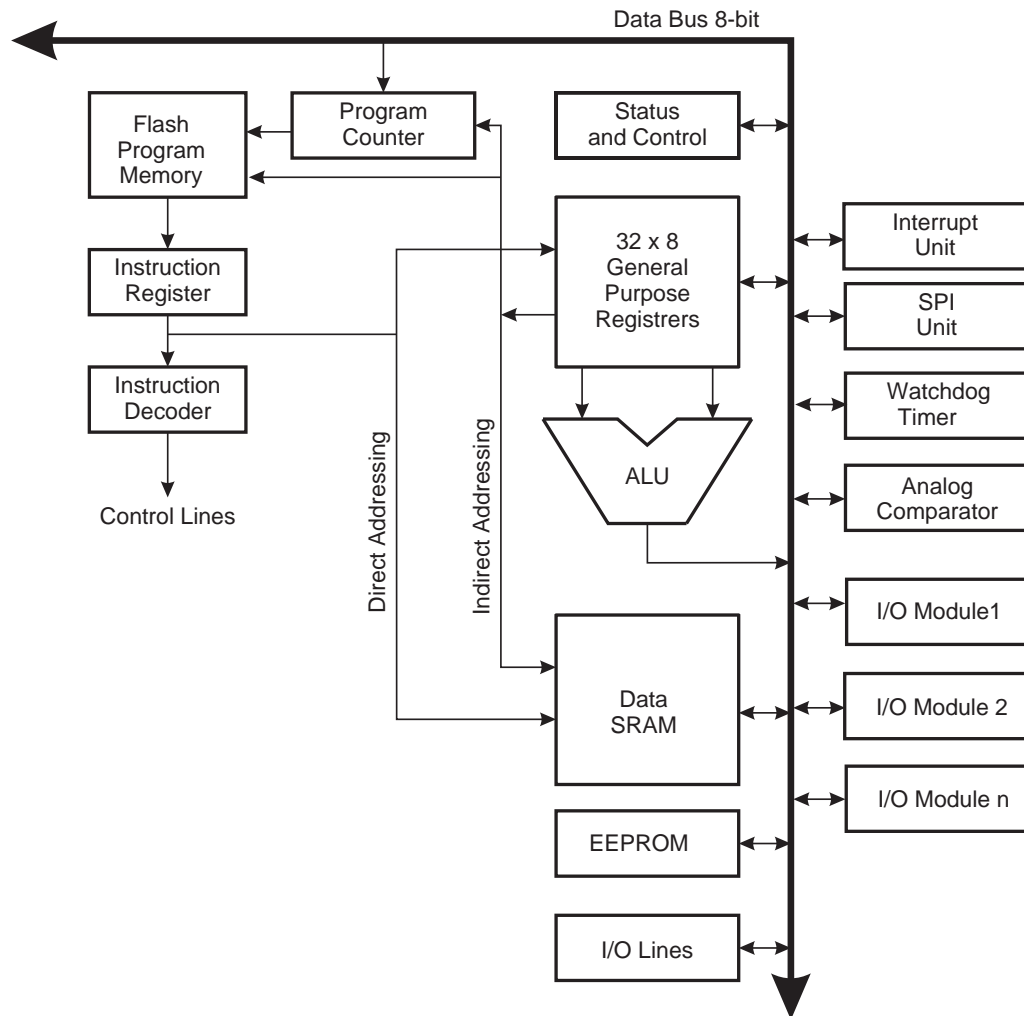 Data Bus 8-bit
Flash
Program
Memory
Program
Counter
Status
and Control
Interrupt
Unit
32 x 8
General
Purpose
Registrers
Instruction
Register
SPI
Unit
Instruction
Decoder
Watchdog
Timer
ALU
Analog
Comparator
Control Lines
Direct Addressing
Indirect Addressing
I/O Module1
Data
SRAM
I/O Module 2
I/O Module n
EEPROM
I/O Lines